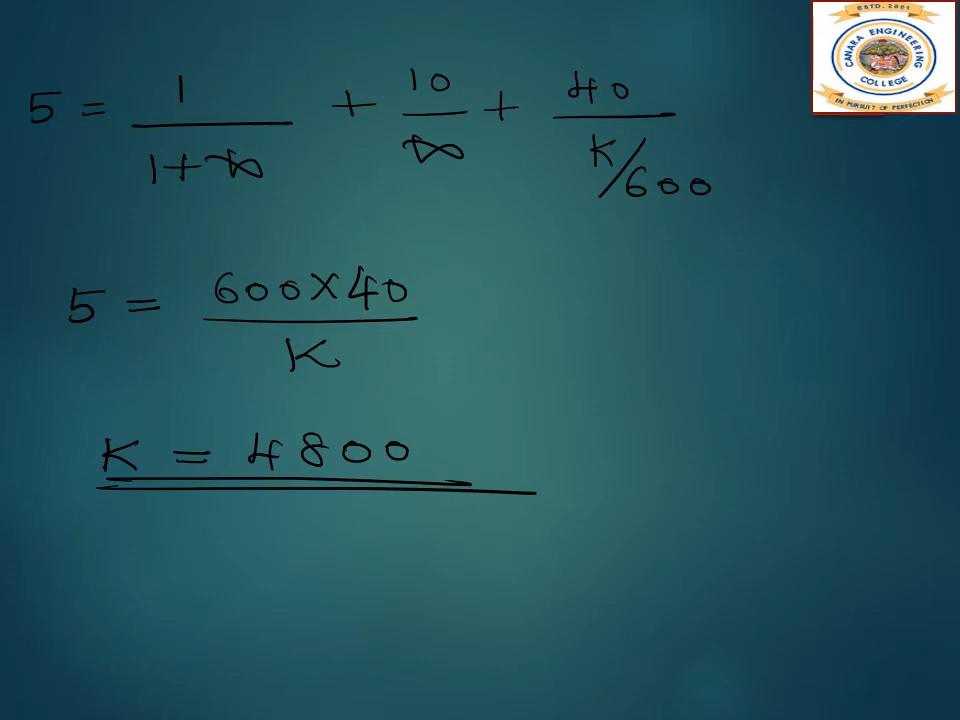 ESTD. 2001
CANARA ENGINEERING
COLLEGE
IN PURSUIT OF PERFECTION
5 = 1/(1+∞) + 10/∞ + 40/(K/600)
5 = (600×40)/K
K = 4800